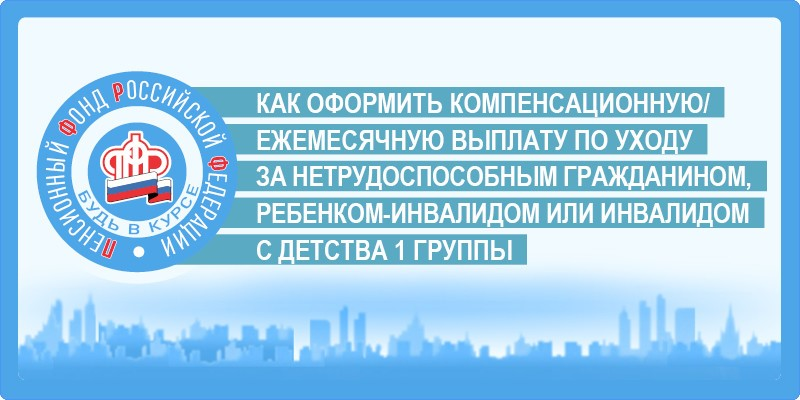 ПЕНСИОННЫЙ ФОНД РОССИЙСКОЙ ФЕДЕРАЦИИ
БУДЬ В КУРСЕ
КАК ОФОРМИТЬ КОМПЕНСАЦИОННУЮ/
ЕЖЕМЕСЯЧНУЮ ВЫПЛАТУ ПО УХОДУ
ЗА НЕТРУДОСПОСОБНЫМ ГРАЖДАНИНОМ,
РЕБЕНКОМ-ИНВАЛИДОМ ИЛИ ИНВАЛИДОМ
С ДЕТСТВА 1 ГРУППЫ